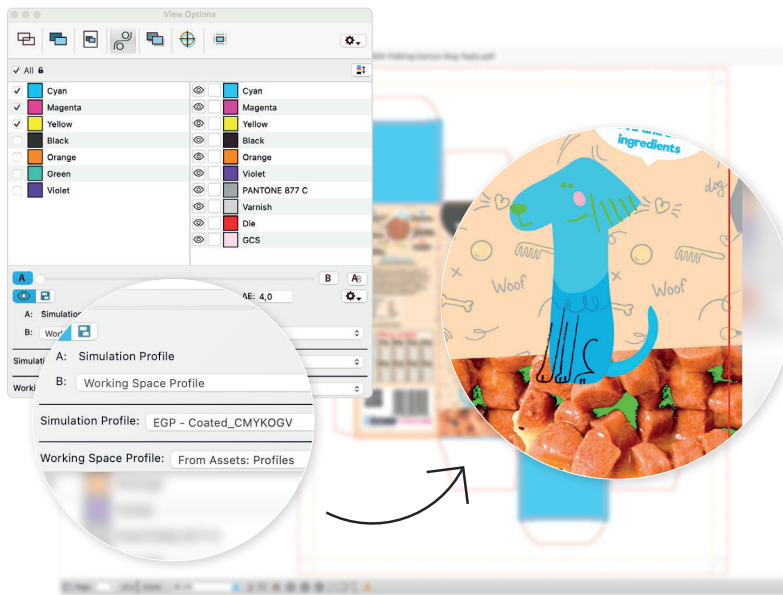 View Options
All
Cyan
Magenta
Yellow
Black
Orange
Green
Violet
Cyan
Magenta
Yellow
Black
Orange
Violet
PANTONE 877 C
Varnish
Die
GCS
A
B
AB
ΔE: 4,0
A: Simulation
B: Work
A: Simulation Profile
B: Working Space Profile
Simulation Profile: EGP - Coated_CMYKOGV
Working Space Profile: From Assets: Profiles
ingredients
dog
Woof
Woof